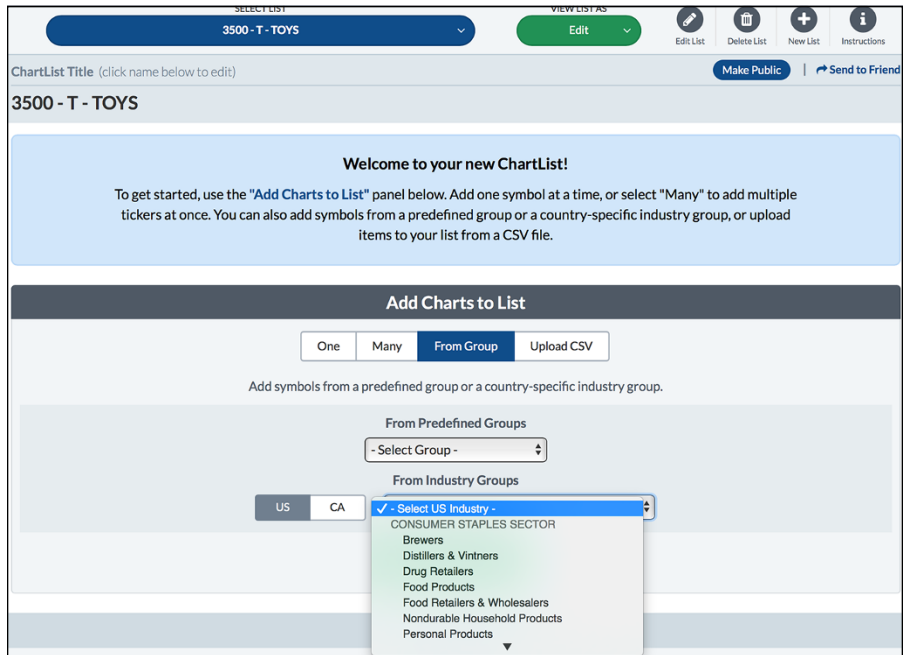 SELECT LIST
VIEW LIST AS
3500 - T - TOYS
Edit
Edit List
Delete List
New List
Instructions
ChartList Title (click name below to edit)
Make Public
| Send to Friend
3500 - T - TOYS
Welcome to your new ChartList!
To get started, use the "Add Charts to List" panel below. Add one symbol at a time, or select "Many" to add multiple
tickers at once. You can also add symbols from a predefined group or a country-specific industry group, or upload
items to your list from a CSV file.
Add Charts to List
One
Many
From Group
Upload CSV
Add symbols from a predefined group or a country-specific industry group.
From Predefined Groups
- Select Group -
From Industry Groups
US
CA
✓ - Select US Industry -
CONSUMER STAPLES SECTOR
Brewers
Distillers & Vintners
Drug Retailers
Food Products
Food Retailers & Wholesalers
Nondurable Household Products
Personal Products